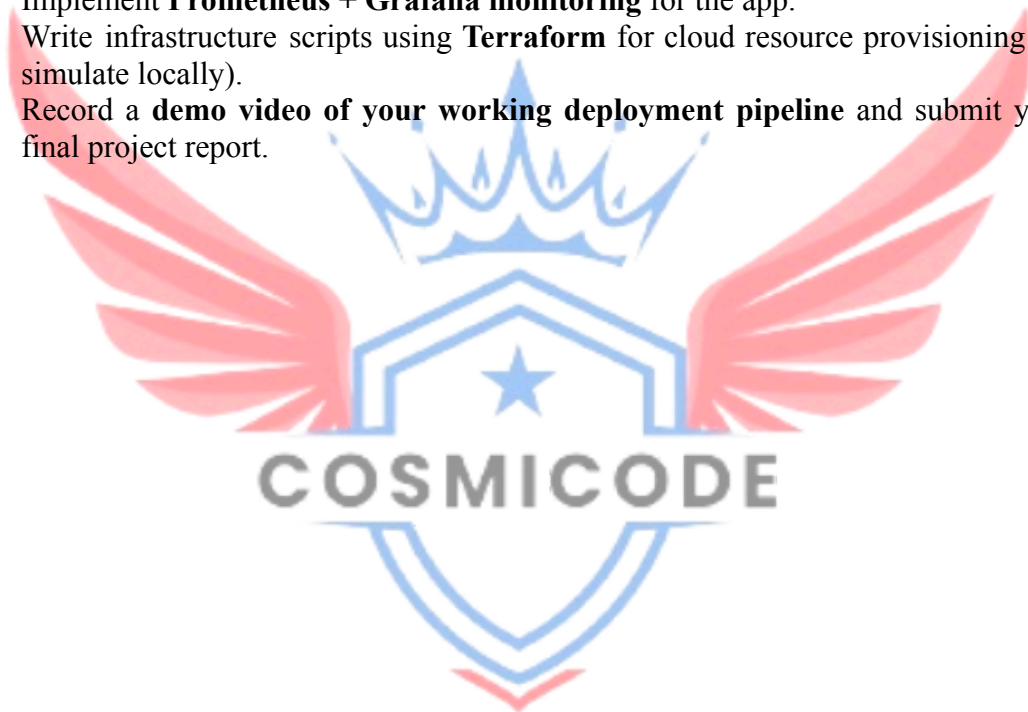 Implement Prometheus + Grafana monitoring for the app.
Write infrastructure scripts using Terraform for cloud resource provisioning
simulate locally).
Record a demo video of your working deployment pipeline and submit y
final project report.
COSMICODE